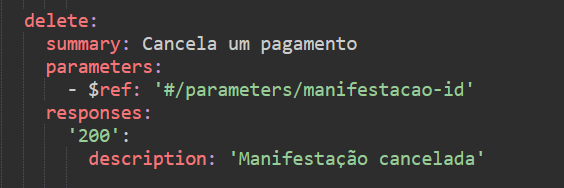 delete:
summary: Cancela um pagamento
parameters:
- $ref: '#/parameters/manifestacao-id'
responses:
'200':
description: 'Manifestação cancelada'